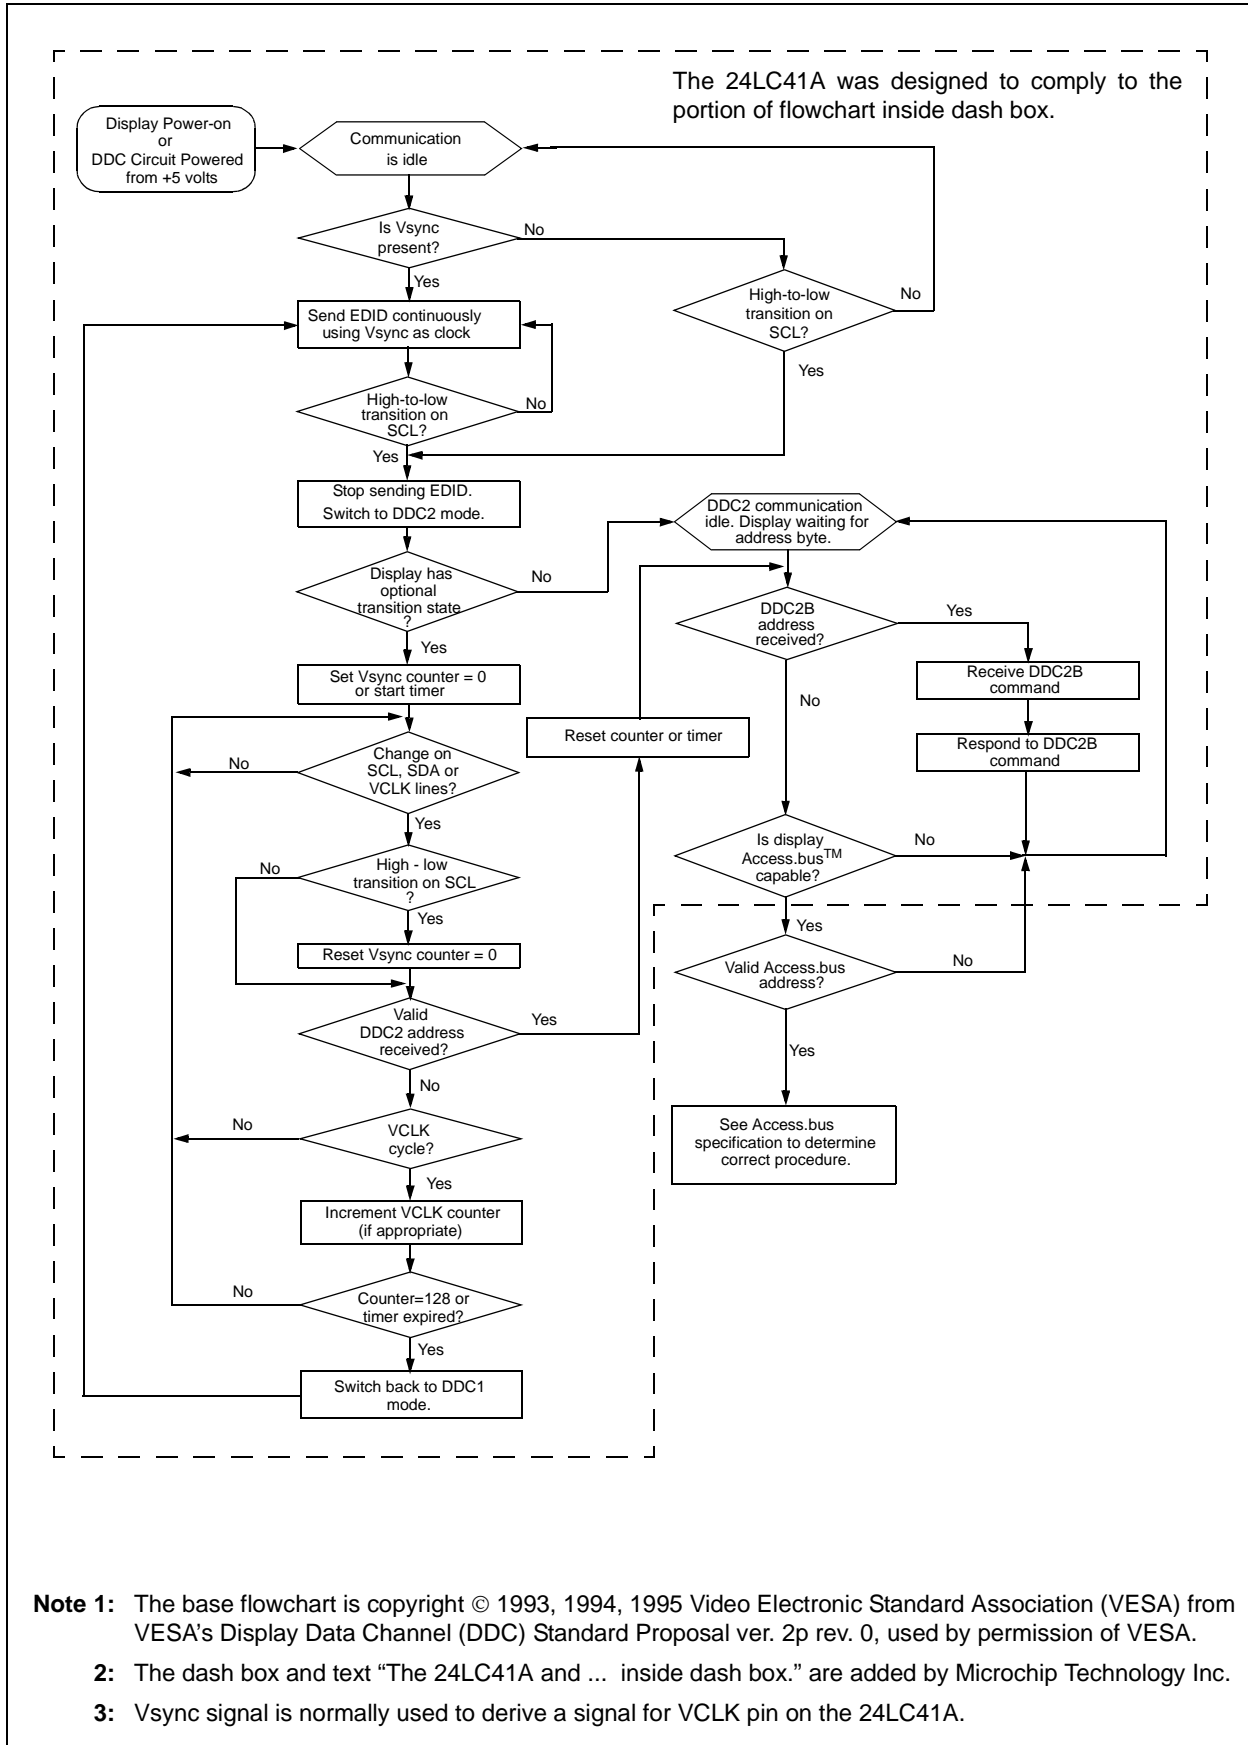 The 24LC41A was designed to comply to the
portion of flowchart inside dash box.
Display Power-on
or
DDC Circuit Powered
from +5 volts
Communication
is idle
Is Vsync
present?
No
Yes
High-to-low
transition on
SCL?
No
Yes
Send EDID continuously
using Vsync as clock
High-to-low
transition on
SCL?
No
Yes
Stop sending EDID.
Switch to DDC2 mode.
DDC2 communication
idle. Display waiting for
address byte.
Display has
optional
transition state
?
No
Yes
DDC2B
address
received?
Yes
No
Set Vsync counter = 0
or start timer
Receive DDC2B
command
Reset counter or timer
Respond to DDC2B
command
Change on
SCL, SDA or
VCLK lines?
No
Yes
High - low
transition on SCL
?
No
Yes
Is display
Access.bus™
capable?
No
Yes
Reset Vsync counter = 0
Valid Access.bus
address?
No
Yes
Valid
DDC2 address
received?
Yes
No
VCLK
cycle?
No
Yes
See Access.bus
specification to determine
correct procedure.
Increment VCLK counter
(if appropriate)
Counter=128 or
timer expired?
No
Yes
Switch back to DDC1
mode.
Note 1: The base flowchart is copyright © 1993, 1994, 1995 Video Electronic Standard Association (VESA) from
VESA's Display Data Channel (DDC) Standard Proposal ver. 2p rev. 0, used by permission of VESA.
2: The dash box and text “The 24LC41A and ... inside dash box.” are added by Microchip Technology Inc.
3: Vsync signal is normally used to derive a signal for VCLK pin on the 24LC41A.